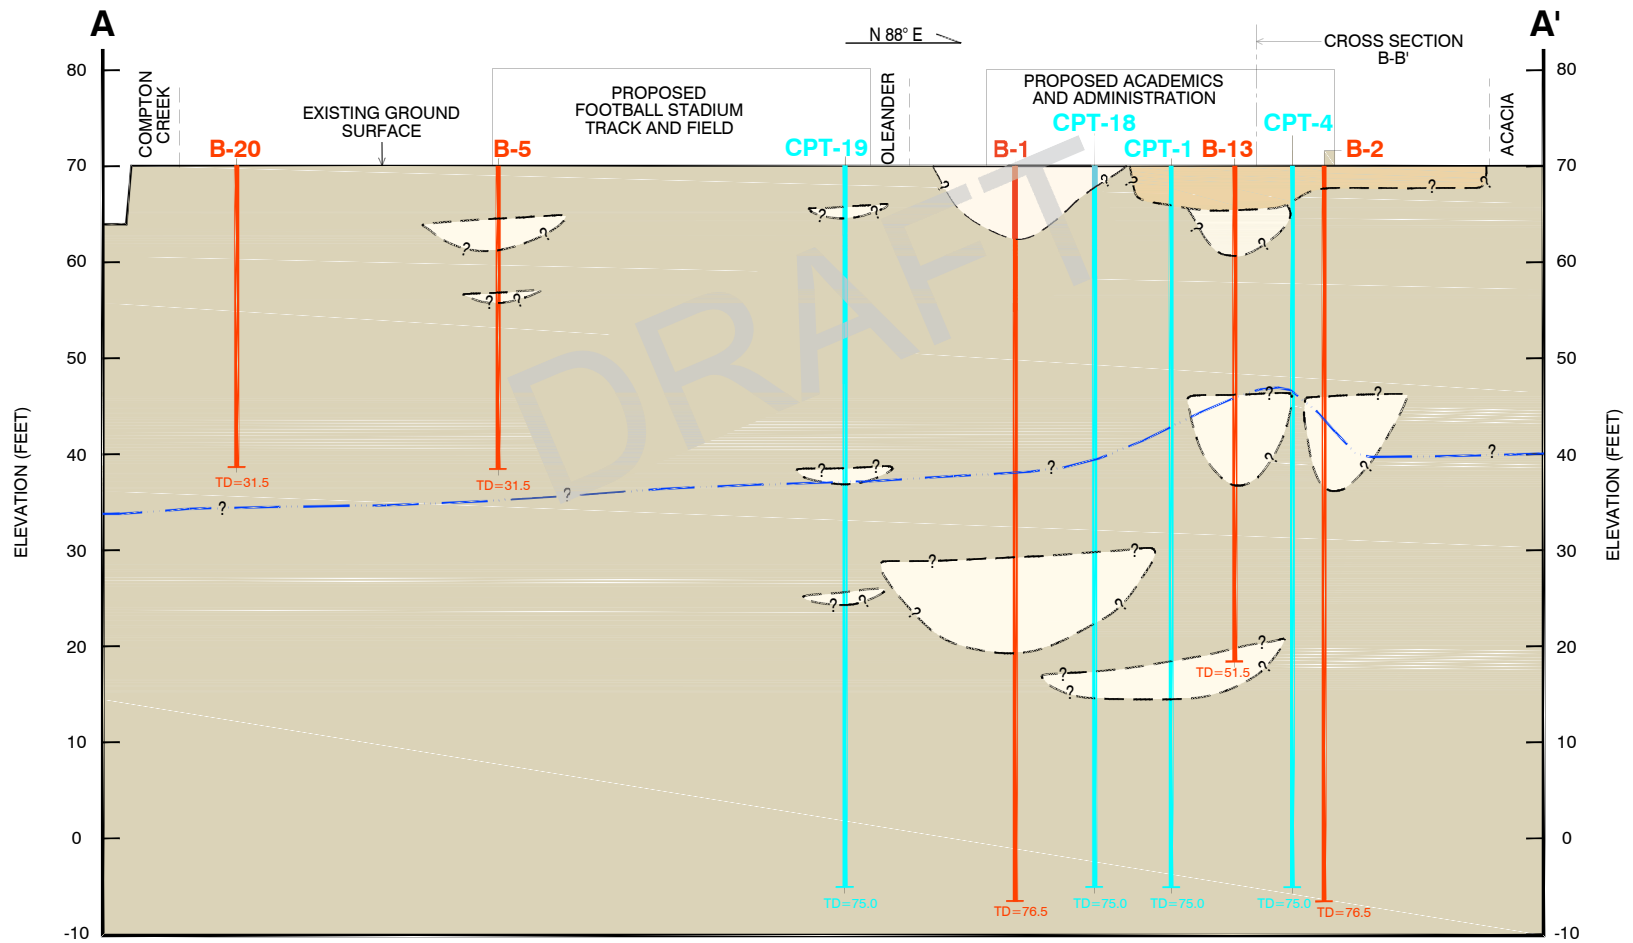 A
A'
N 88° E
CROSS SECTION
B-B'
80
80
COMPTON
CREEK
EXISTING GROUND
SURFACE
PROPOSED
FOOTBALL STADIUM
TRACK AND FIELD
OLEANDER
PROPOSED ACADEMICS
AND ADMINISTRATION
ACACIA
CPT-18
CPT-4
B-20
B-5
CPT-19
B-1
CPT-1
B-13
B-2
70
70
?
?
?
?
?
?
?
?
?
?
60
60
?
?
DRAFT
50
50
?
?
ELEVATION (FEET)
ELEVATION (FEET)
40
40
?
?
?
?
?
?
TD=31.5
TD=31.5
?
?
30
30
?
?
?
?
?
?
20
20
?
?
?
?
TD=51.5
10
10
0
0
TD=75.0
TD=76.5
TD=75.0
TD=75.0
TD=75.0
TD=76.5
-10
-10